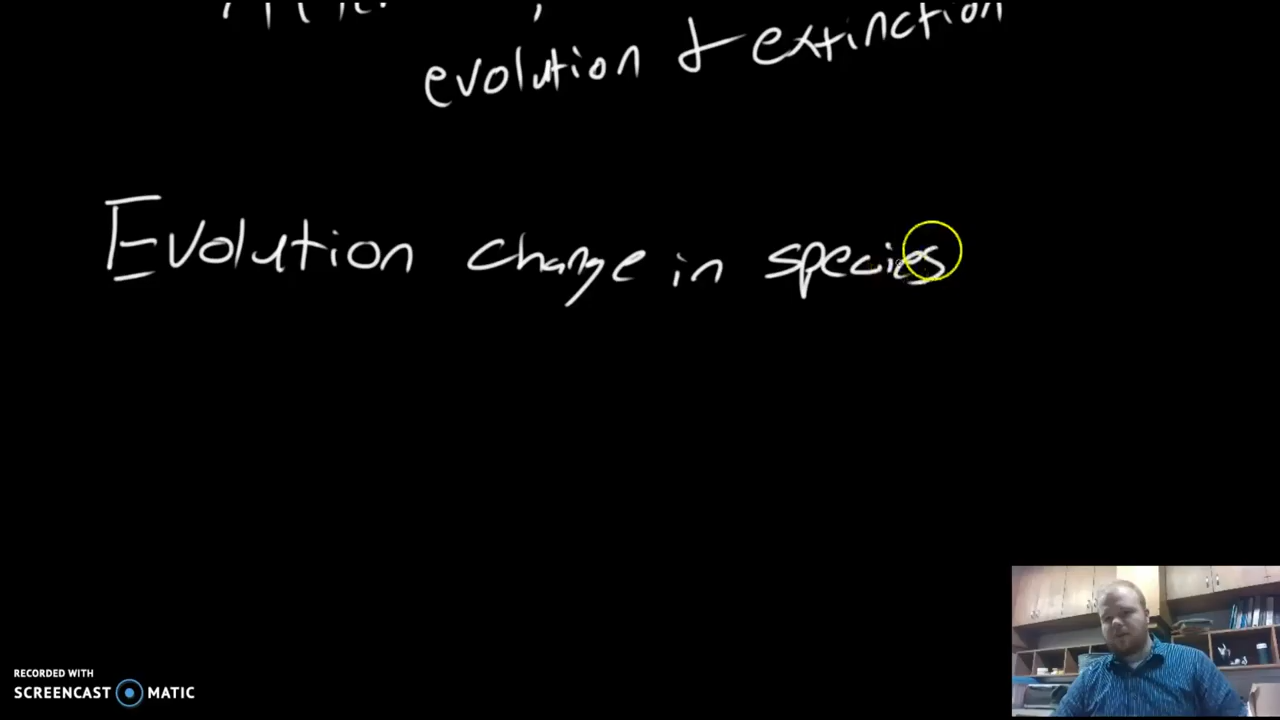 evolution & extinction
Evolution change in species
RECORDED WITH
SCREENCAST MATIC